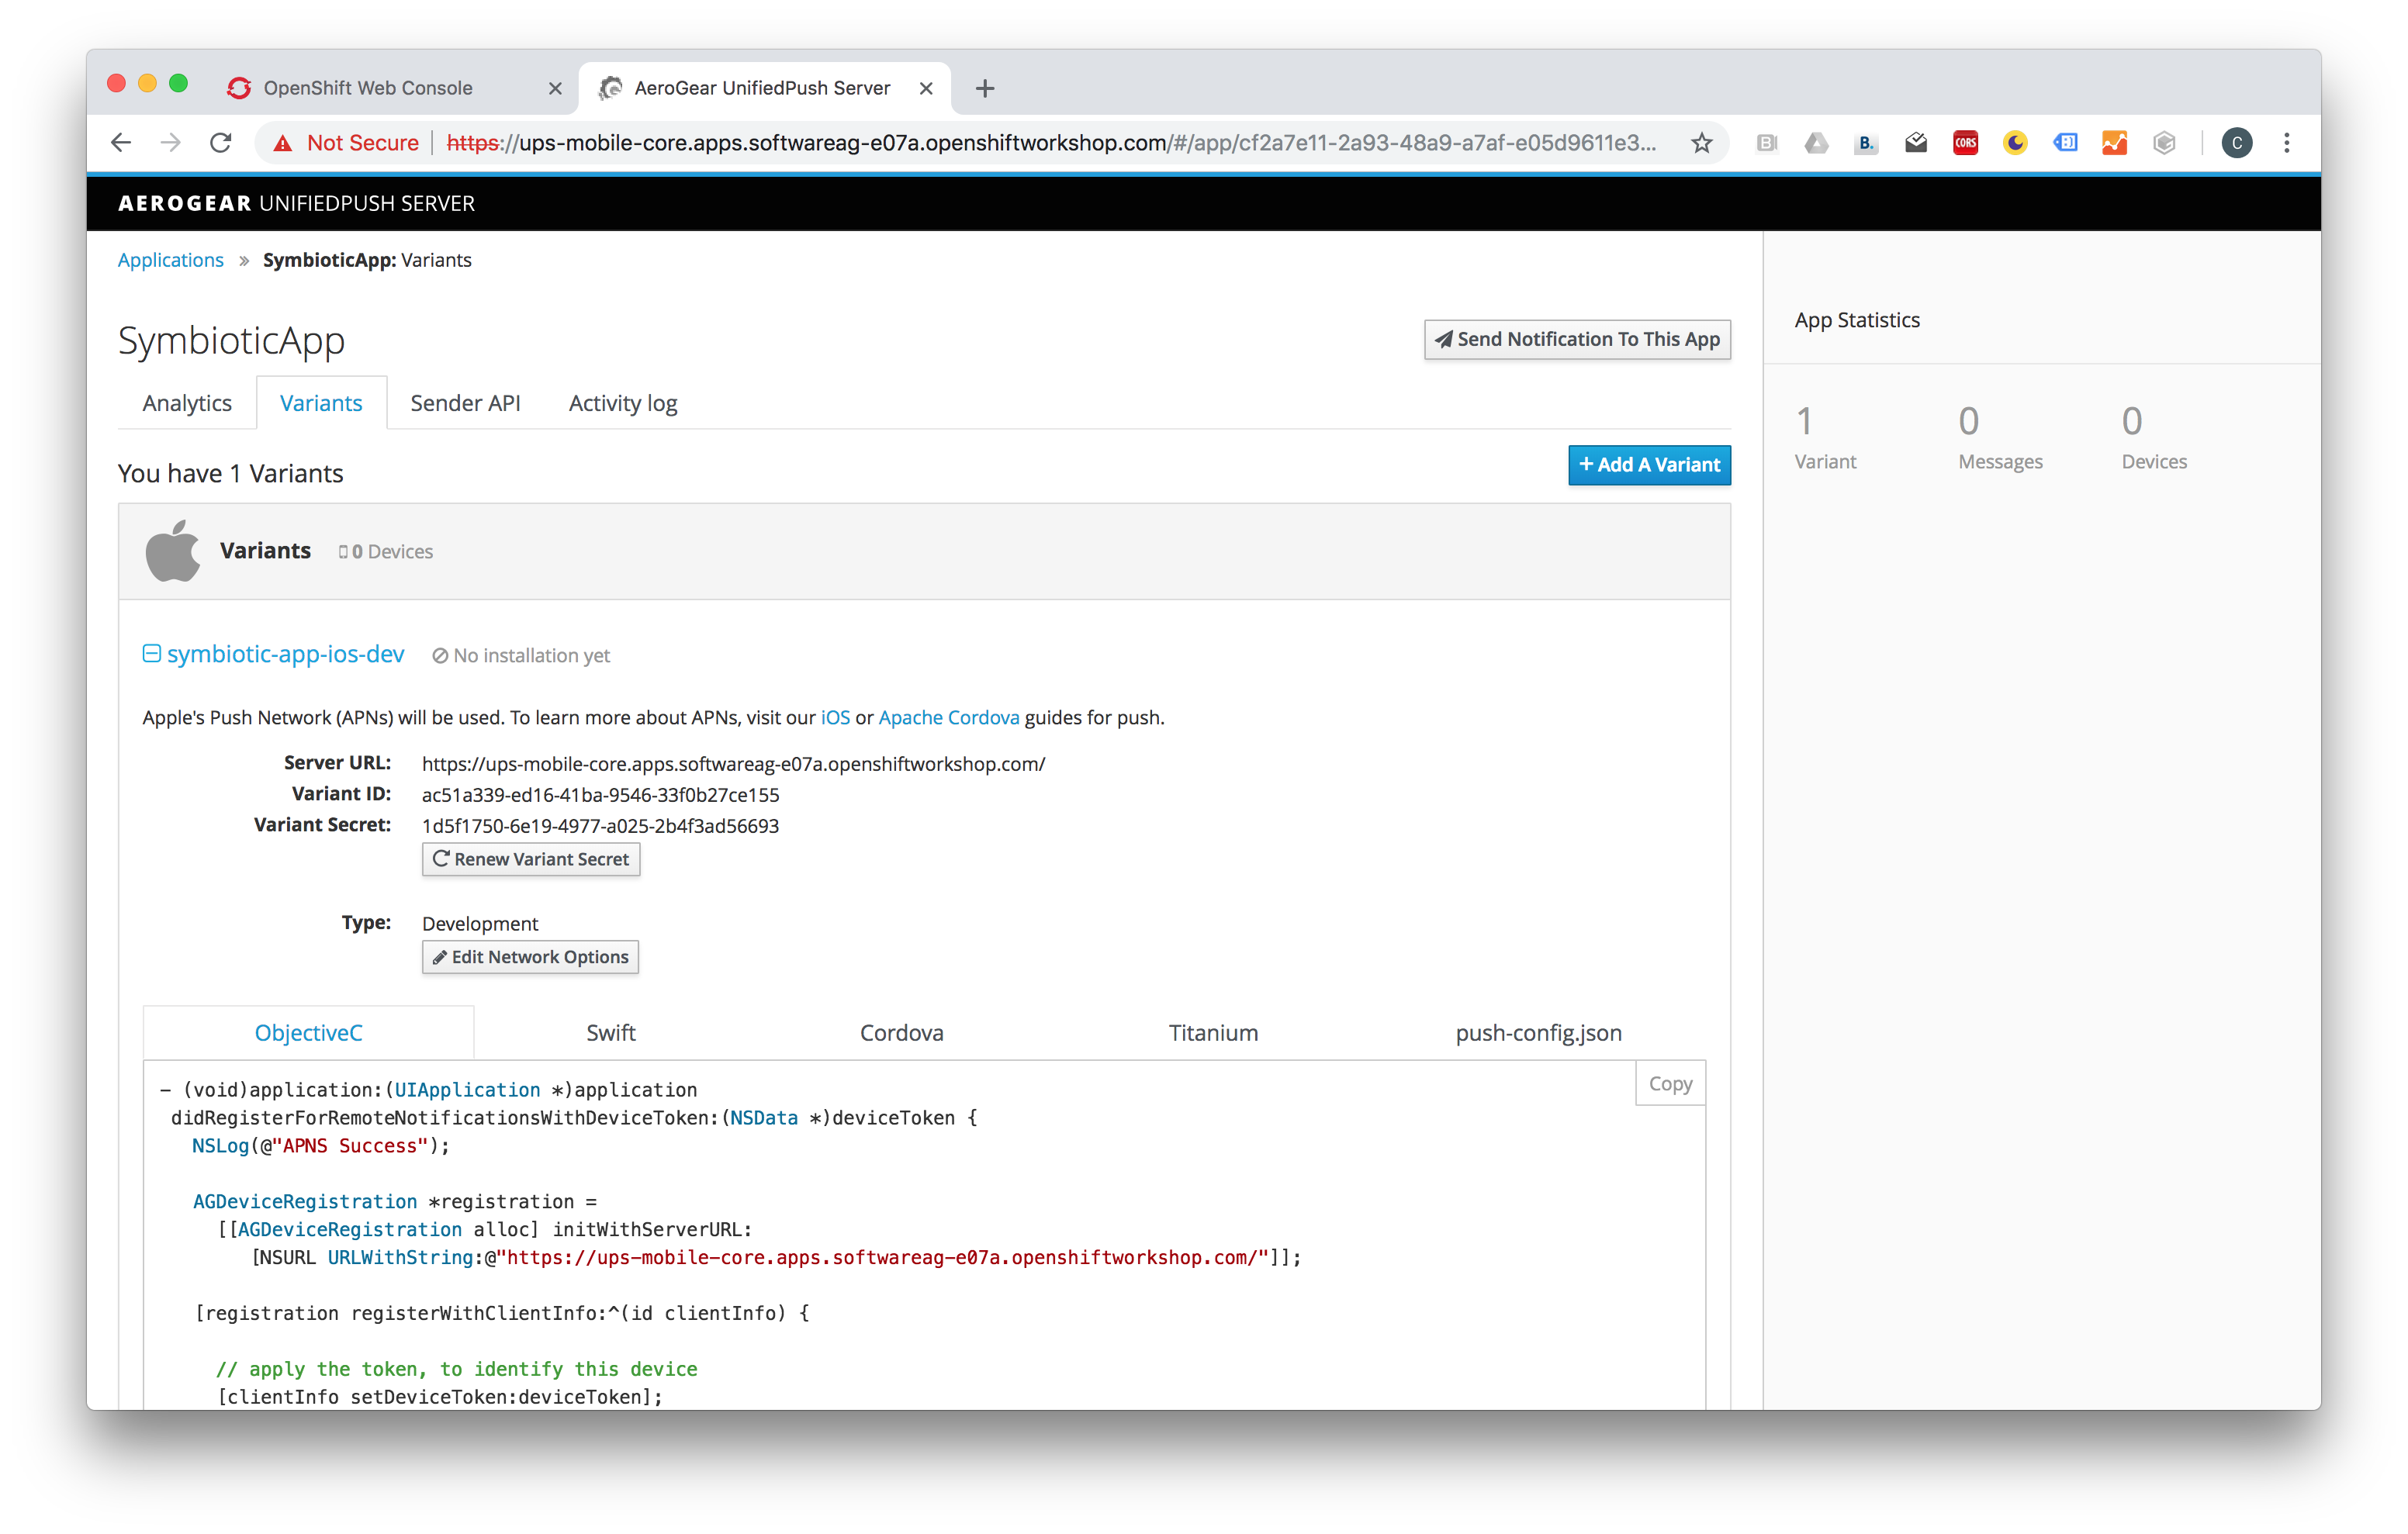 OpenShift Web Console
AeroGear UnifiedPush Server
Not Secure https://ups-mobile-core.apps.softwareag-e07a.openshiftworkshop.com/#/app/cf2a7e11-2a93-48a9-a7af-e05d9611e3... B. CORS C
AEROGEAR UNIFIEDPUSH SERVER
Applications » SymbioticApp: Variants
SymbioticApp
Send Notification To This App
Analytics Variants Sender API Activity log
You have 1 Variants
+ Add A Variant
Variants 0 Devices
symbiotic-app-ios-dev No installation yet
Apple's Push Network (APNs) will be used. To learn more about APNs, visit our iOS or Apache Cordova guides for push.
Server URL: https://ups-mobile-core.apps.softwareag-e07a.openshiftworkshop.com/
Variant ID: ac51a339-ed16-41ba-9546-33f0b27ce155
Variant Secret: 1d5f1750-6e19-4977-a025-2b4f3ad56693
Renew Variant Secret
Type: Development
Edit Network Options
ObjectiveC Swift Cordova Titanium push-config.json
Copy
– (void)application:(UIApplication *)application
didRegisterForRemoteNotificationsWithDeviceToken:(NSData *)deviceToken {
NSLog(@"APNS Success");
AGDeviceRegistration *registration =
[[AGDeviceRegistration alloc] initWithServerURL:
[NSURL URLWithString:@"https://ups-mobile-core.apps.softwareag-e07a.openshiftworkshop.com/"]];
[registration registerWithClientInfo:^(id clientInfo) {
// apply the token, to identify this device
[clientInfo setDeviceToken:deviceToken];
App Statistics
1 0 0
Variant Messages Devices